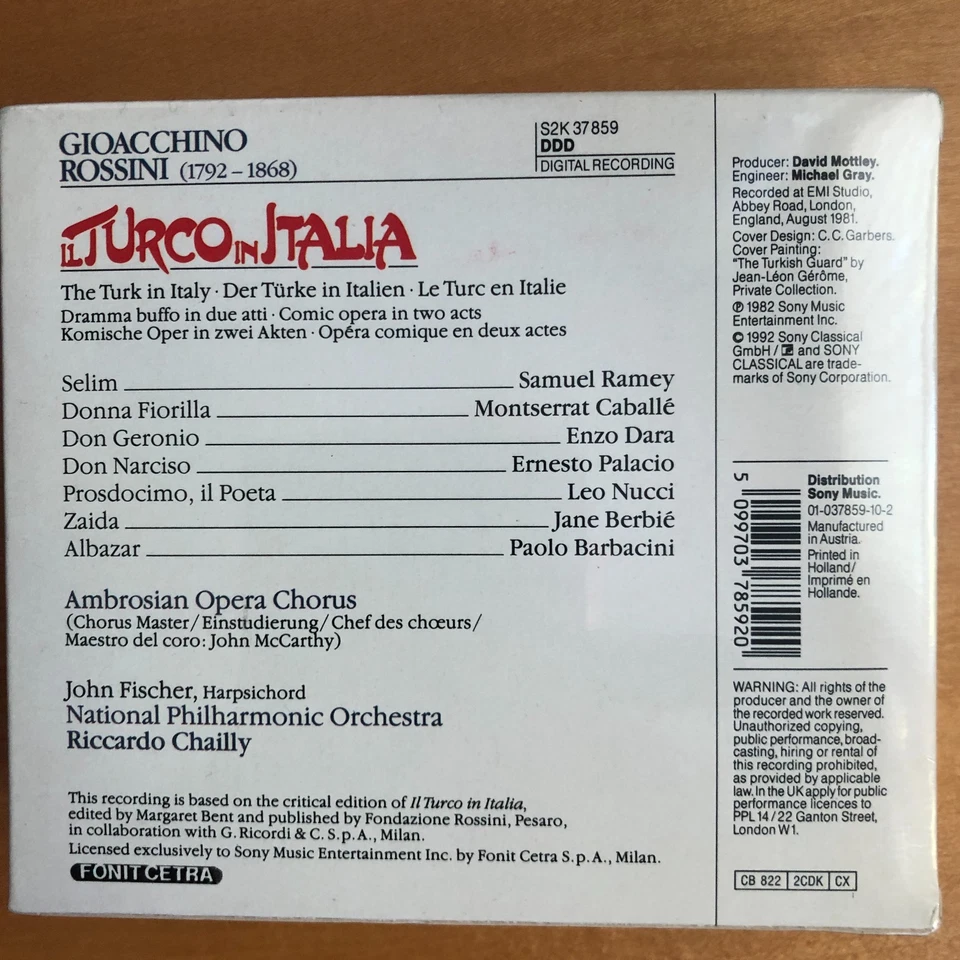 GIOACCHINO
ROSSINI (1792 – 1868)
S2K 37859
DDD
DIGITAL RECORDING
IL TURCO IN ITALIA
The Turk in Italy · Der Türke in Italien · Le Turc en Italie
Dramma buffo in due atti · Comic opera in two acts
Komische Oper in zwei Akten · Opéra comique en deux actes
Selim Samuel Ramey
Donna Fiorilla Montserrat Caballé
Don Geronio Enzo Dara
Don Narciso Ernesto Palacio
Prosdocimo, il Poeta Leo Nucci
Zaida Jane Berbié
Albazar Paolo Barbacini
Ambrosian Opera Chorus
(Chorus Master / Einstudierung / Chef des chœurs /
Maestro del coro: John McCarthy)
John Fischer, Harpsichord
National Philharmonic Orchestra
Riccardo Chailly
This recording is based on the critical edition of Il Turco in Italia,
edited by Margaret Bent and published by Fondazione Rossini, Pesaro,
in collaboration with G. Ricordi & C. S.p.A., Milan.
Licensed exclusively to Sony Music Entertainment Inc. by Fonit Cetra S.p.A., Milan.
FONIT CETRA
Producer: David Mottley.
Engineer: Michael Gray.
Recorded at EMI Studio,
Abbey Road, London,
England, August 1981.
Cover Design: C. C. Garbers.
Cover Painting:
"The Turkish Guard" by
Jean-Léon Gérôme,
Private Collection.
℗ 1982 Sony Music
Entertainment Inc.
© 1992 Sony Classical
GmbH / and SONY
CLASSICAL are trade-
marks of Sony Corporation.
5 099703 785920
Distribution
Sony Music.
01-037859-10-2
Manufactured
in Austria.
Printed in
Holland/
Imprimé en
Hollande.
WARNING: All rights of the
producer and the owner of
the recorded work reserved.
Unauthorized copying,
public performance, broad-
casting, hiring or rental of
this recording prohibited,
as provided by applicable
law. In the UK apply for public
performance licences to
PPL 14 / 22 Ganton Street,
London W1.
CB 822 2CDK CX